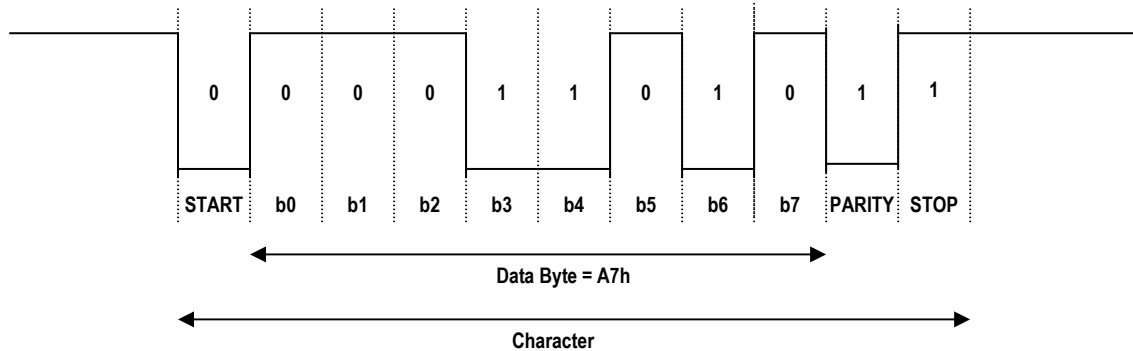 0 0 0 0 1 1 0 1 0 1 1
START b0 b1 b2 b3 b4 b5 b6 b7 PARITY STOP
Data Byte = A7h
Character